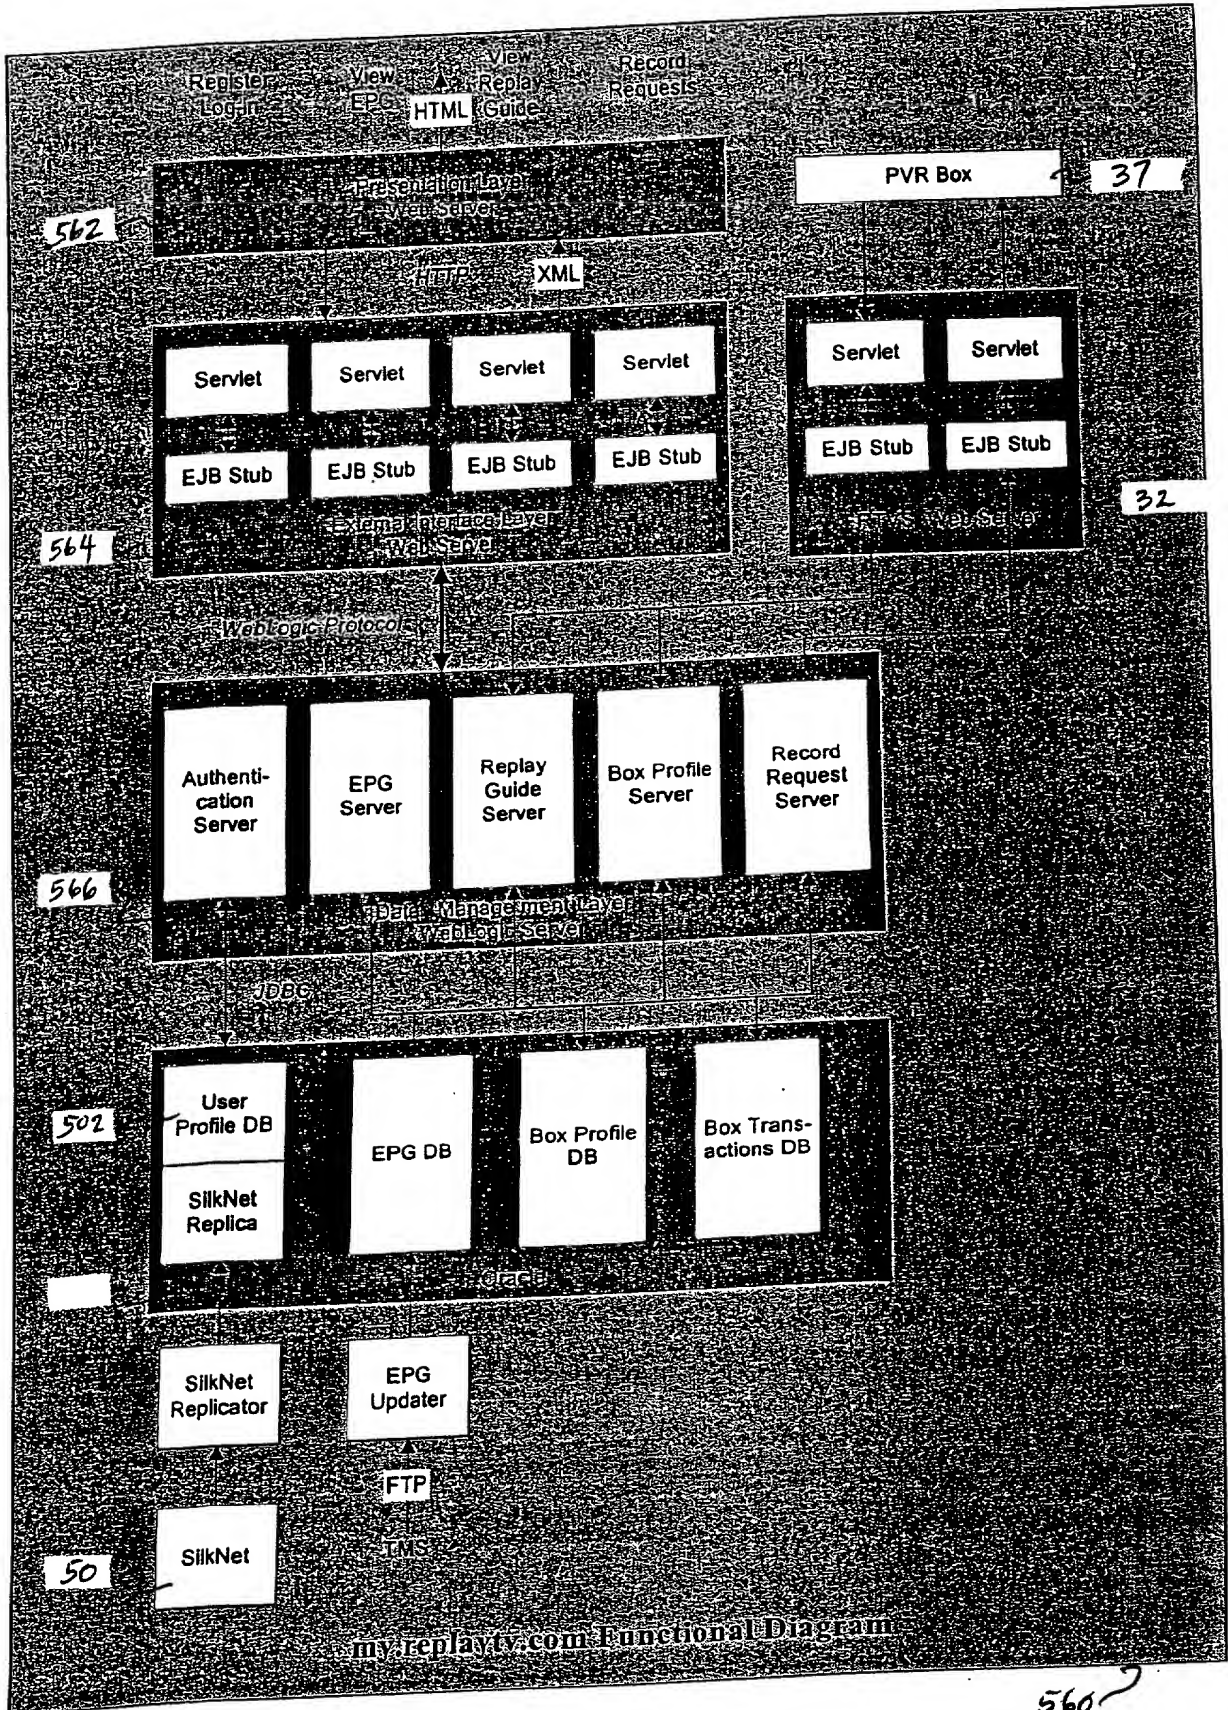 Register
Log-in
View
EPG
HTML
View
Replay
Guide
Record
Requests
Presentation Layer
Web Server
562
PVR Box
37
HTTP
XML
Servlet
Servlet
Servlet
Servlet
Servlet
Servlet
EJB Stub
EJB Stub
EJB Stub
EJB Stub
EJB Stub
EJB Stub
External Interface Layer
Web Server
564
Web Server
32
WebLogic Protocol
Authenti-
cation
Server
EPG
Server
Replay
Guide
Server
Box Profile
Server
Record
Request
Server
566
Data Management Layer
WebLogic Server
JDBC
502
User
Profile DB
SilkNet
Replica
EPG DB
Box Profile
DB
Box Trans-
actions DB
Oracle
SilkNet
Replicator
EPG
Updater
FTP
TMS
SilkNet
50
my.replaytv.com Functional Diagram
560